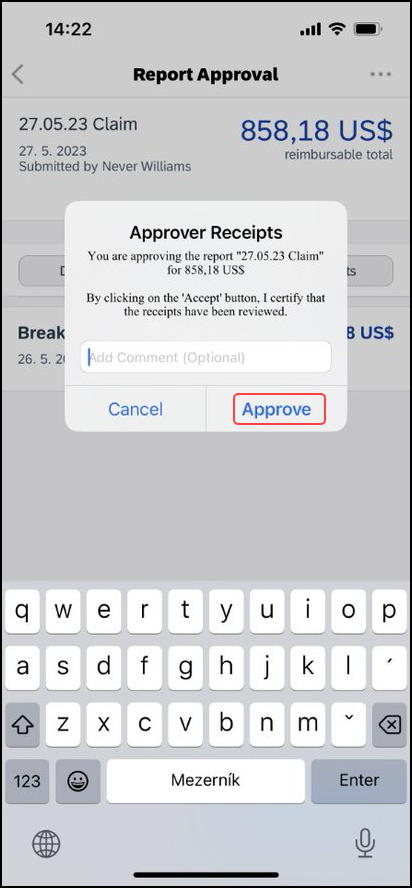 14:22
Report Approval
27.05.23 Claim
858,18 US$
27. 5. 2023
reimbursable total
Submitted by Never Williams
Approver Receipts
You are approving the report "27.05.23 Claim"
for 858,18 US$
By clicking on the 'Accept' button, I certify that
the receipts have been reviewed.
Add Comment (Optional)
Cancel
Approve
D
ts
Break
8 US$
26. 5. 2
q w e r t y u i o p
a s d f g h j k l ´
z x c v b n m ˇ
123
Mezerník
Enter